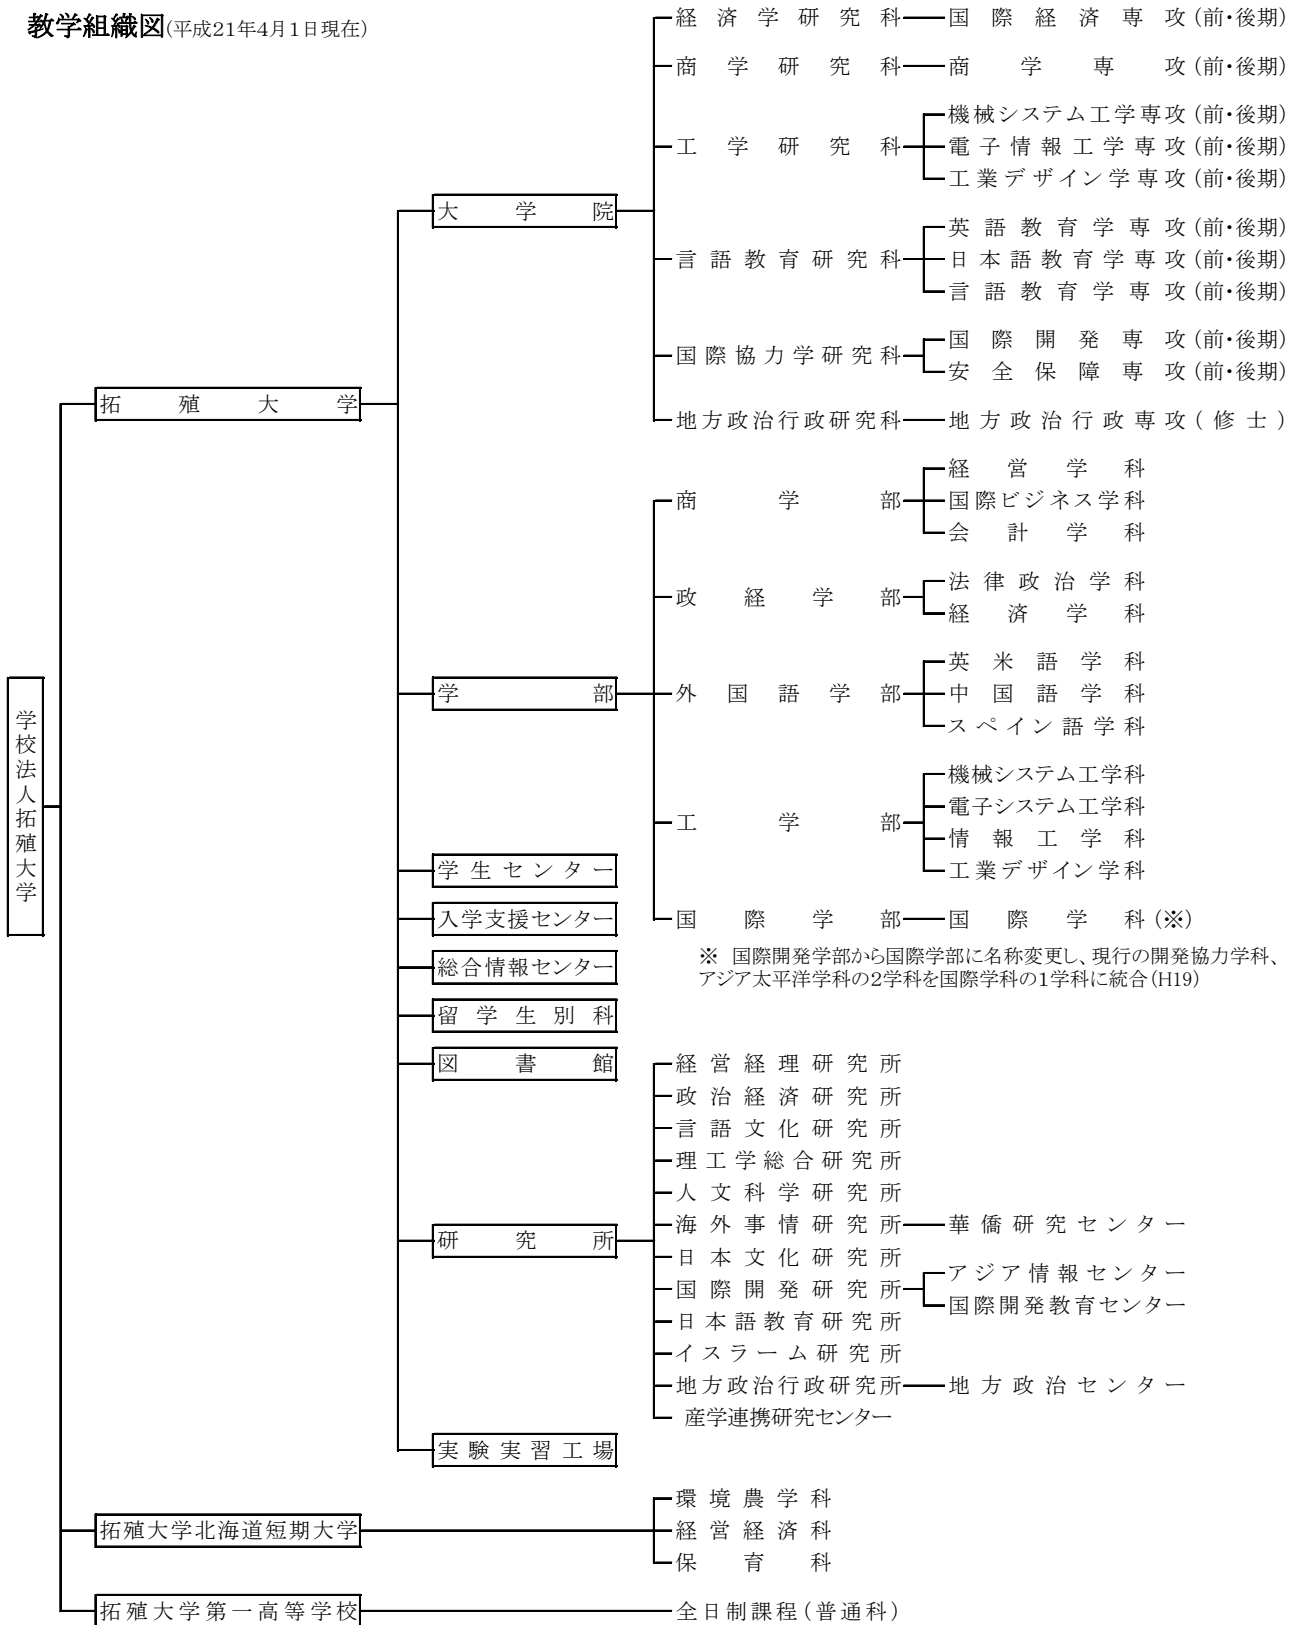 教学組織図(平成21年4月1日現在)
経済学研究科 国際経済専攻(前・後期)
商学研究科 商学専攻(前・後期)
機械システム工学専攻(前・後期)
工学研究科 電子情報工学専攻(前・後期)
工業デザイン学専攻(前・後期)
大学院
英語教育学専攻(前・後期)
言語教育研究科 日本語教育学専攻(前・後期)
言語教育学専攻(前・後期)
国際協力学研究科 国際開発専攻(前・後期)
安全保障専攻(前・後期)
拓殖大学
地方政治行政研究科 地方政治行政専攻(修士)
経営学科
商学部 国際ビジネス学科
会計学科
法律政治学科
政経学部
経済学科
英米語学科
学部 外国語学部 中国語学科
スペイン語学科
学校法人拓殖大学
機械システム工学科
電子システム工学科
工学部
情報工学科
工業デザイン学科
学生センター
入学支援センター 国際学部 国際学科(※)
※ 国際開発学部から国際学部に名称変更し、現行の開発協力学科、
アジア太平洋学科の2学科を国際学科の1学科に統合(H19)
総合情報センター
留学生別科
図書館 経営経理研究所
政治経済研究所
言語文化研究所
理工学総合研究所
人文科学研究所
海外事情研究所 華僑研究センター
研究所
日本文化研究所
アジア情報センター
国際開発研究所
国際開発教育センター
日本語教育研究所
イスラーム研究所
地方政治行政研究所 地方政治センター
産学連携研究センター
実験実習工場
環境農学科
拓殖大学北海道短期大学 経営経済科
保育科
拓殖大学第一高等学校 全日制課程(普通科)